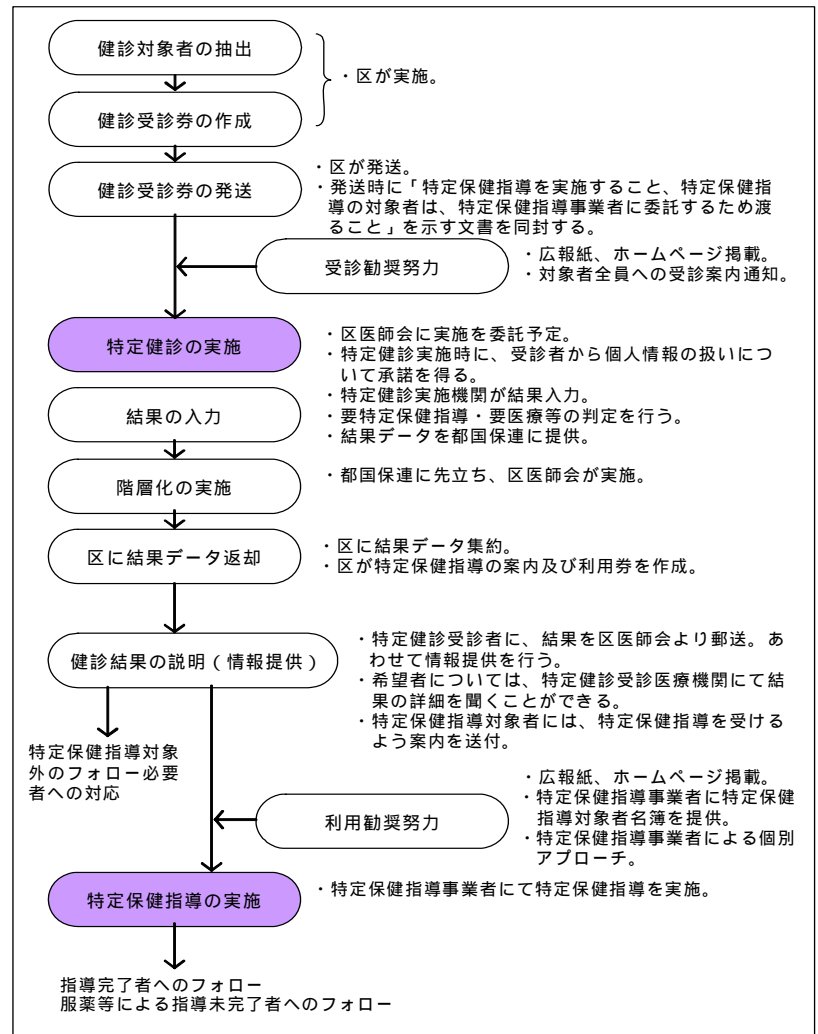 健診対象者の抽出
・区が実施。
健診受診券の作成
健診受診券の発送
・区が発送。
・発送時に「特定保健指導を実施すること、特定保健指
導の対象者は、特定保健指導事業者に委託するため渡
ること」を示す文書を同封する。
受診勧奨努力
・広報紙、ホームページ掲載。
・対象者全員への受診案内通知。
特定健診の実施
・区医師会に実施を委託予定。
・特定健診実施時に、受診者から個人情報の扱いにつ
いて承諾を得る。
・特定健診実施機関が結果入力。
・要特定保健指導・要医療等の判定を行う。
・結果データを都国保連に提供。
結果の入力
階層化の実施
・都国保連に先立ち、区医師会が実施。
区に結果データ返却
・区に結果データ集約。
・区が特定保健指導の案内及び利用券を作成。
健診結果の説明（情報提供）
・特定健診受診者に、結果を区医師会より郵送。あ
わせて情報提供を行う。
・希望者については、特定健診受診医療機関にて結
果の詳細を聞くことができる。
・特定保健指導対象者には、特定保健指導を受ける
よう案内を送付。
特定保健指導対象
外のフォロー必要
者への対応
利用勧奨努力
・広報紙、ホームページ掲載。
・特定保健指導事業者に特定保健
指導対象者名簿を提供。
・特定保健指導事業者による個別
アプローチ。
特定保健指導の実施
・特定保健指導事業者にて特定保健指導を実施。
指導完了者へのフォロー
服薬等による指導未完了者へのフォロー